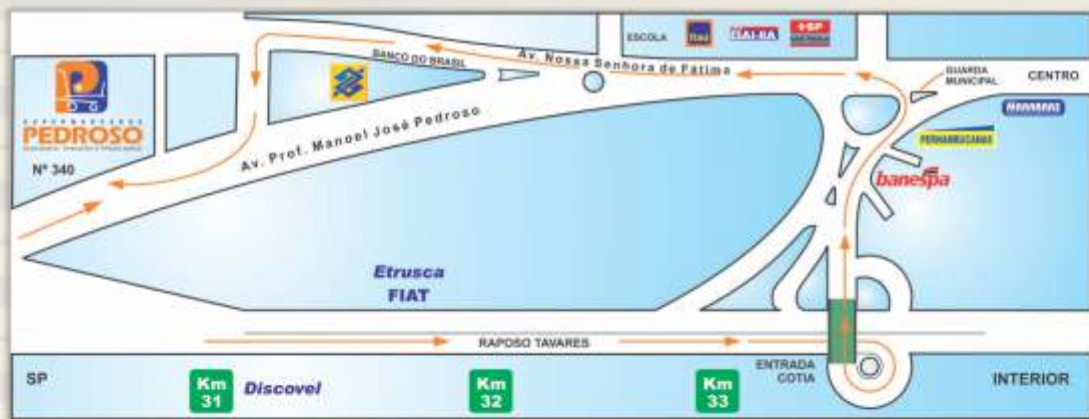 ESCOLA
Itaú
+SP
BANCO DO BRASIL
Av. Nossa Senhora de Fátima
GUARDA
MUNICIPAL
CENTRO
SUPERMERCADOS
PEDROSO
Nº 340
Av. Prof. Manoel José Pedroso
PERNAMBUCANAS
banespa
Etrusca
FIAT
RAPOSO TAVARES
ENTRADA
COTIA
SP
Km
31
Discovel
Km
32
Km
33
INTERIOR